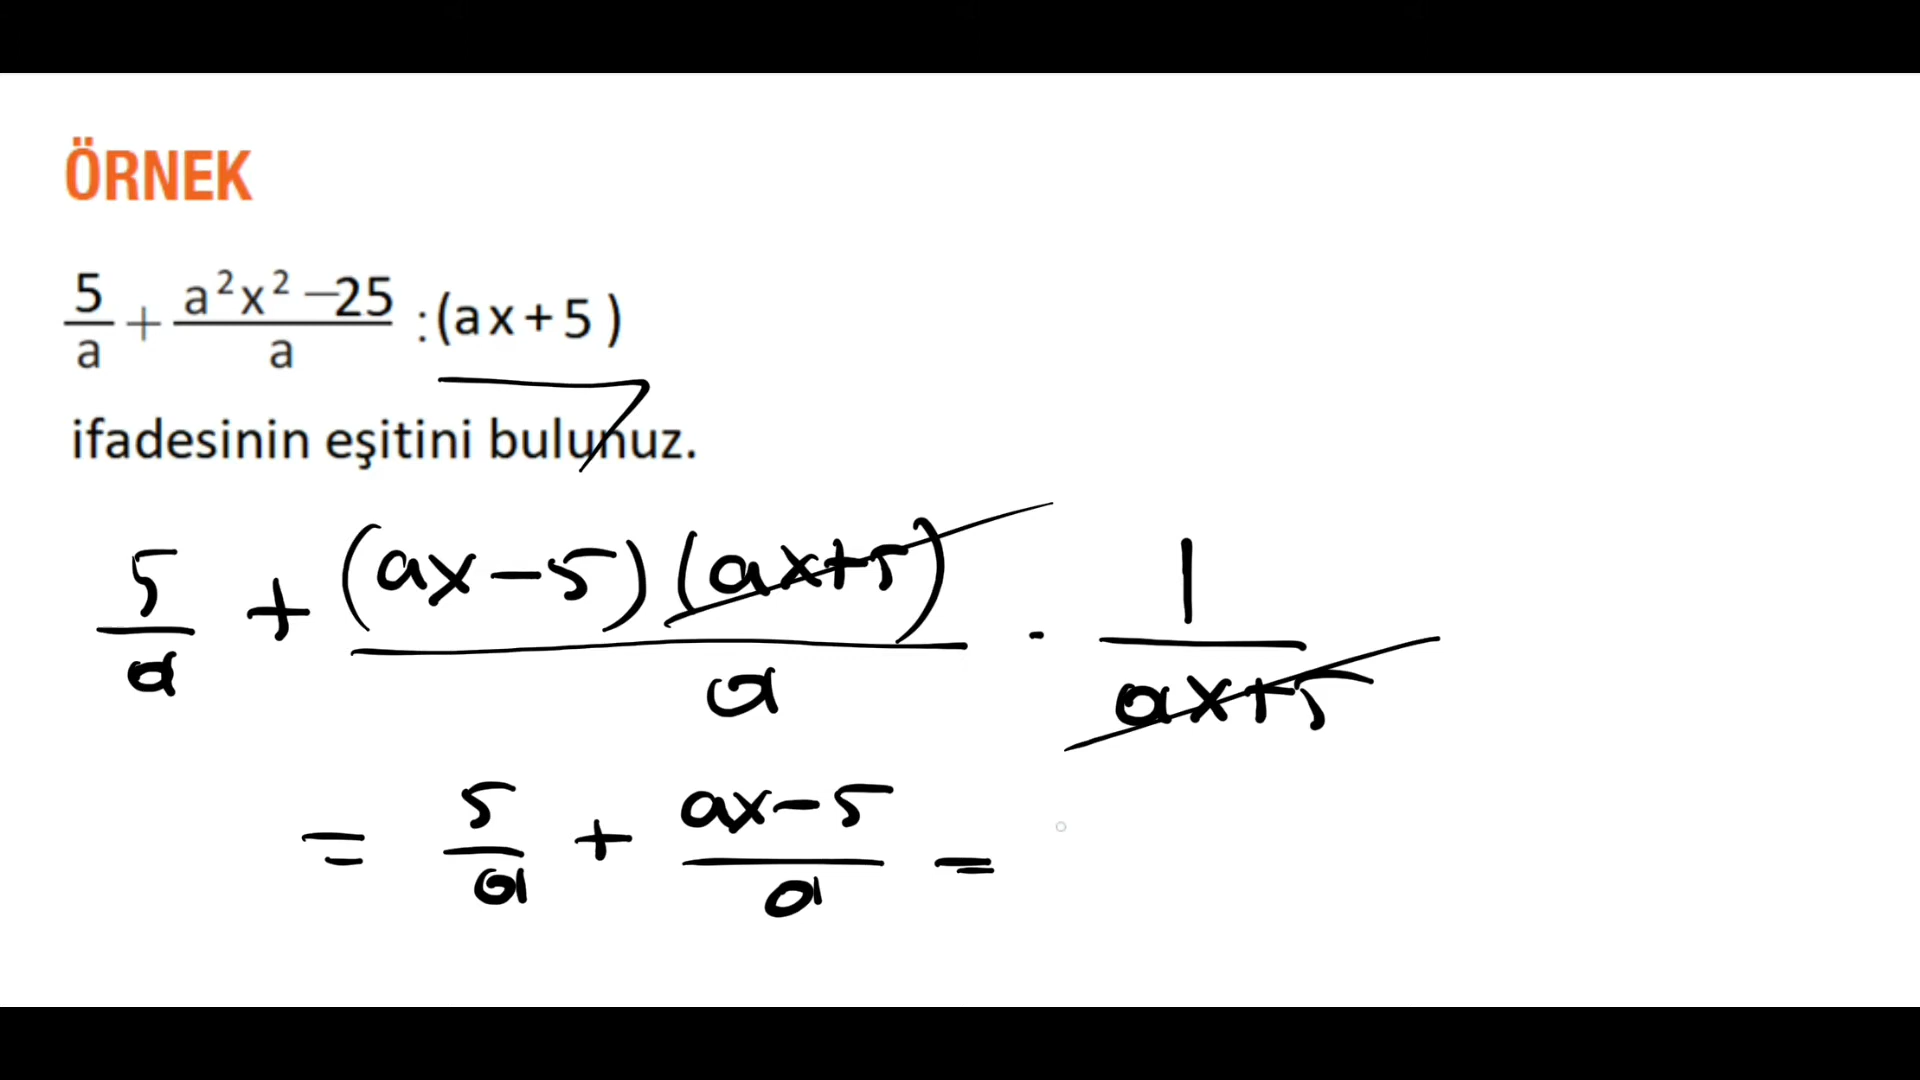 ÖRNEK
5/a + a²x² −25/a : (ax+5)
ifadesinin eşitini bulunuz.
5/a + (ax−5)(ax+5)/a · 1/ax+5
= 5/a + ax−5/a =